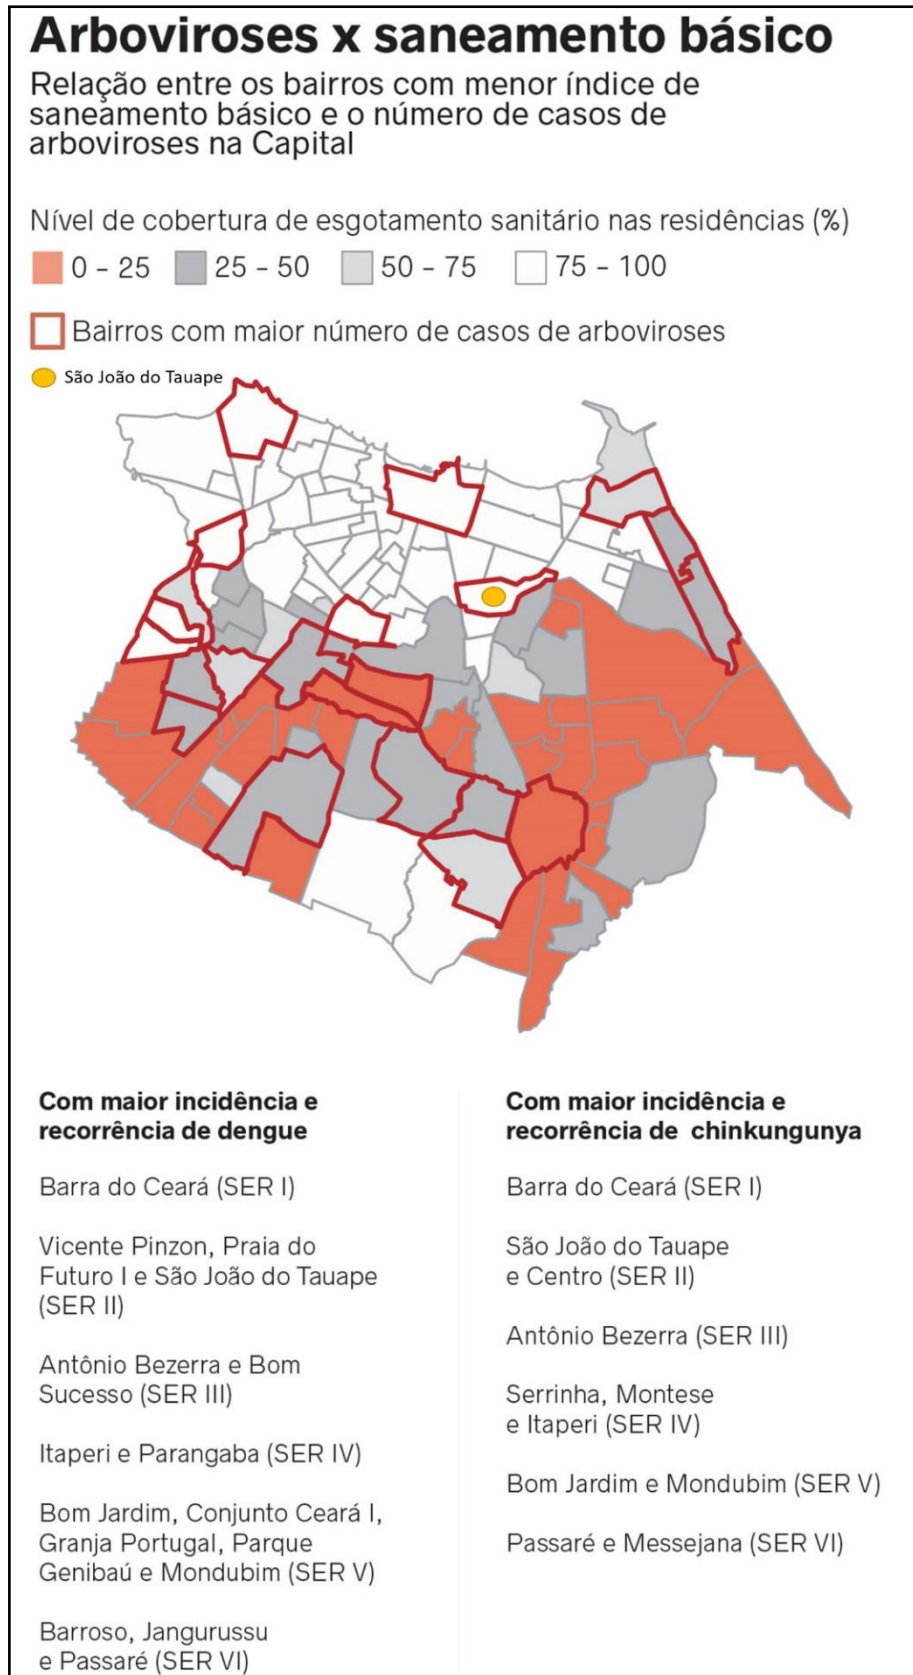 Arboviroses x saneamento básico
Relação entre os bairros com menor índice de
saneamento básico e o número de casos de
arboviroses na Capital
Nível de cobertura de esgotamento sanitário nas residências (%)
0 – 25 25 – 50 50 – 75 75 – 100
Bairros com maior número de casos de arboviroses
São João do Tauape
Com maior incidência e
recorrência de dengue
Barra do Ceará (SER I)
Vicente Pinzon, Praia do
Futuro I e São João do Tauape
(SER II)
Antônio Bezerra e Bom
Sucesso (SER III)
Itaperi e Parangaba (SER IV)
Bom Jardim, Conjunto Ceará I,
Granja Portugal, Parque
Genibaú e Mondubim (SER V)
Barroso, Jangurussu
e Passaré (SER VI)
Com maior incidência e
recorrência de chinkungunya
Barra do Ceará (SER I)
São João do Tauape
e Centro (SER II)
Antônio Bezerra (SER III)
Serrinha, Montese
e Itaperi (SER IV)
Bom Jardim e Mondubim (SER V)
Passaré e Messejana (SER VI)